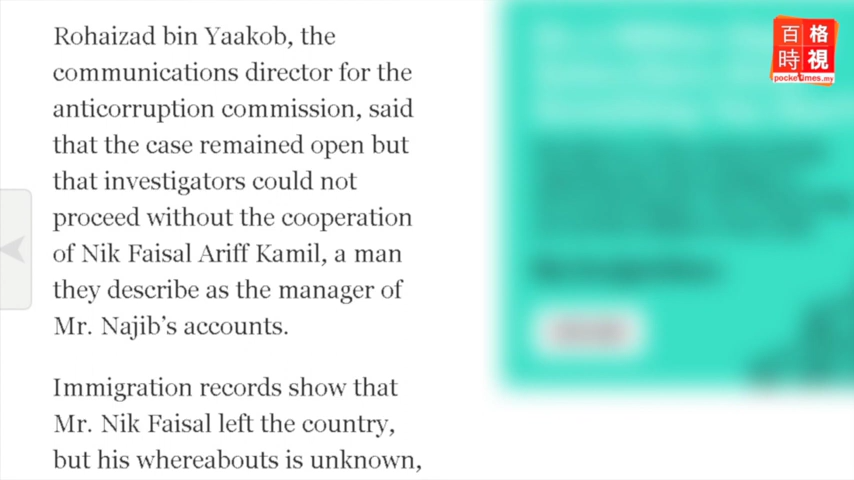 Rohaizad bin Yaakob, the
communications director for the
anticorruption commission, said
that the case remained open but
that investigators could not
proceed without the cooperation
of Nik Faisal Ariff Kamil, a man
they describe as the manager of
Mr. Najib’s accounts.
Immigration records show that
Mr. Nik Faisal left the country,
but his whereabouts is unknown,
百格
時視
pocketimes.my